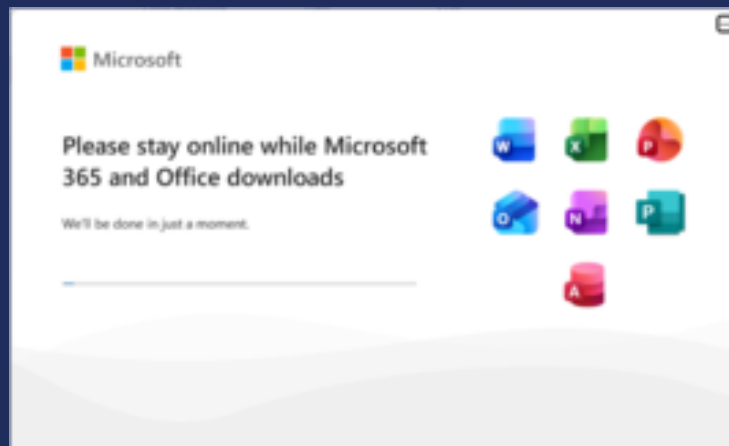 Microsoft
Please stay online while Microsoft
365 and Office downloads
We'll be done in just a moment.
W
X
P
O
N
P
A